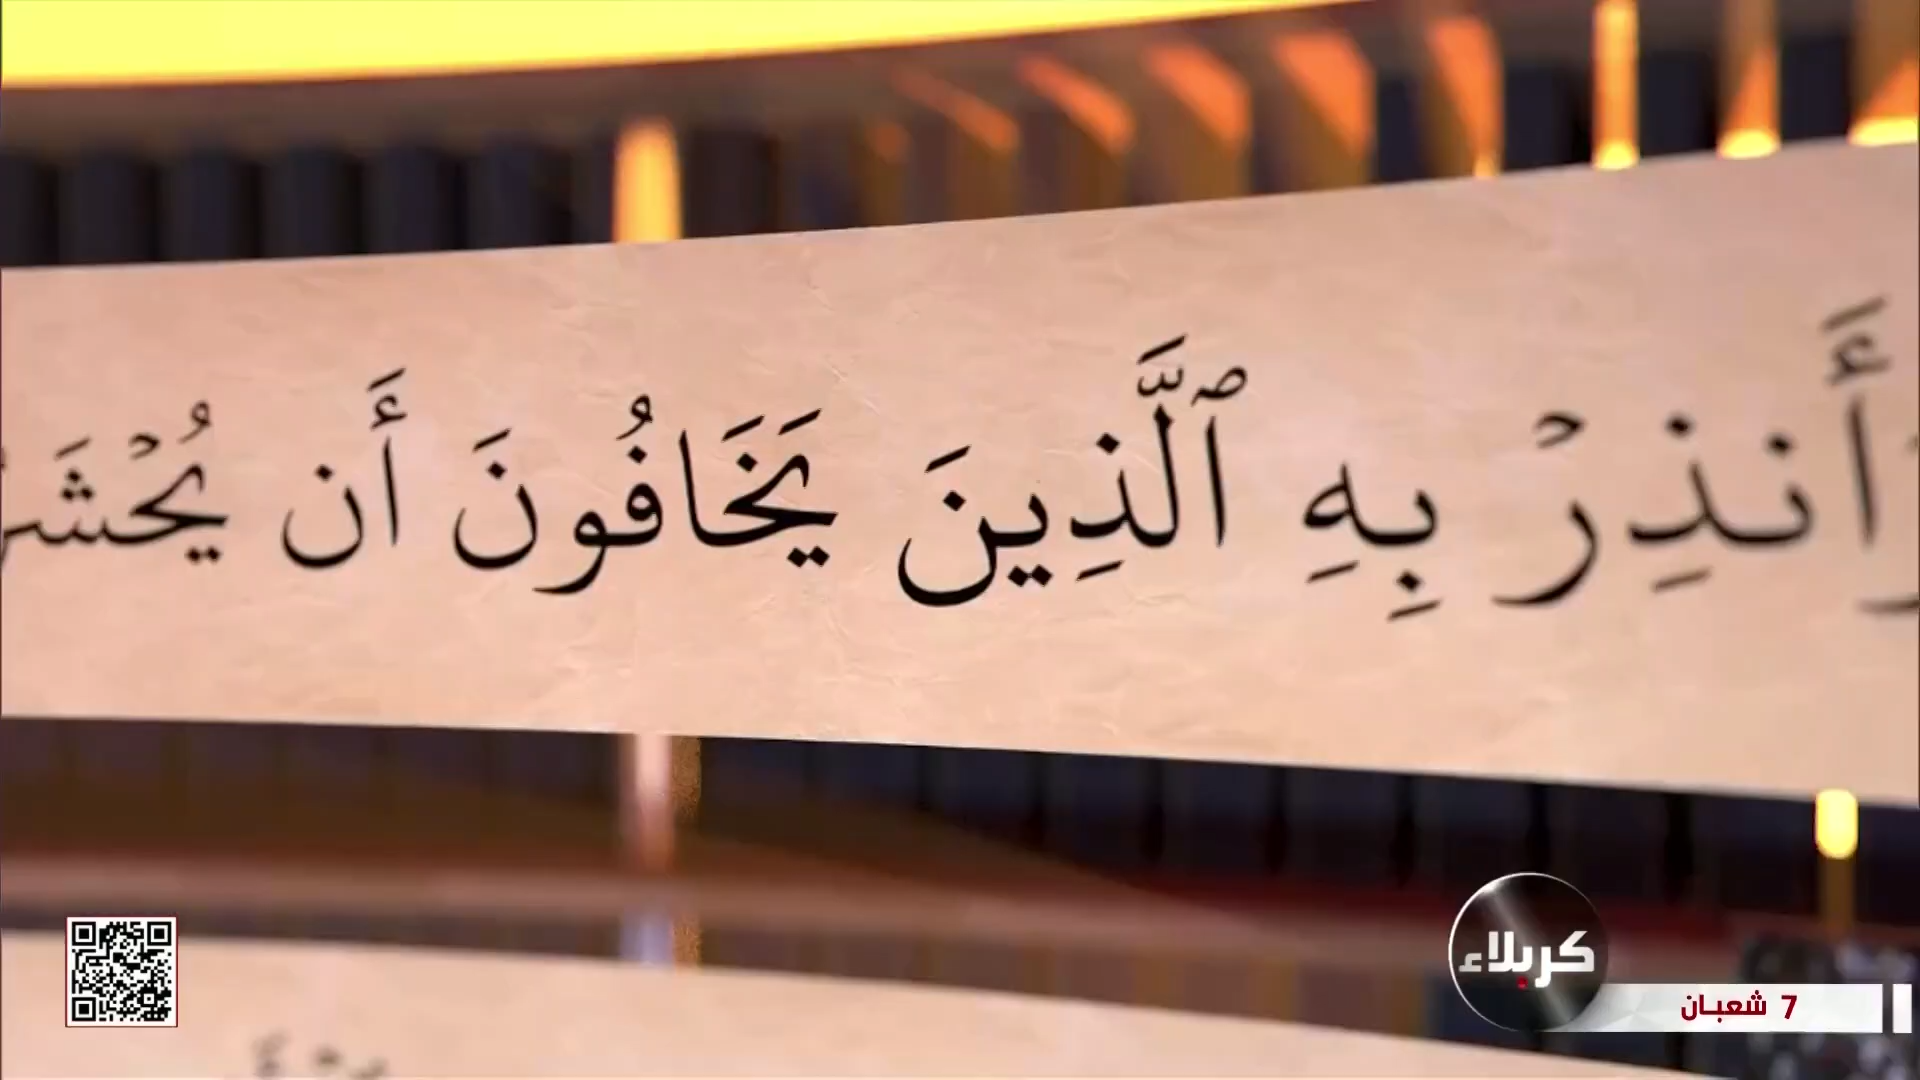 وَأَنذِرْ بِهِ ٱلَّذِينَ يَخَافُونَ أَن يُحْشَرُ
كربلاء
7 شعبان